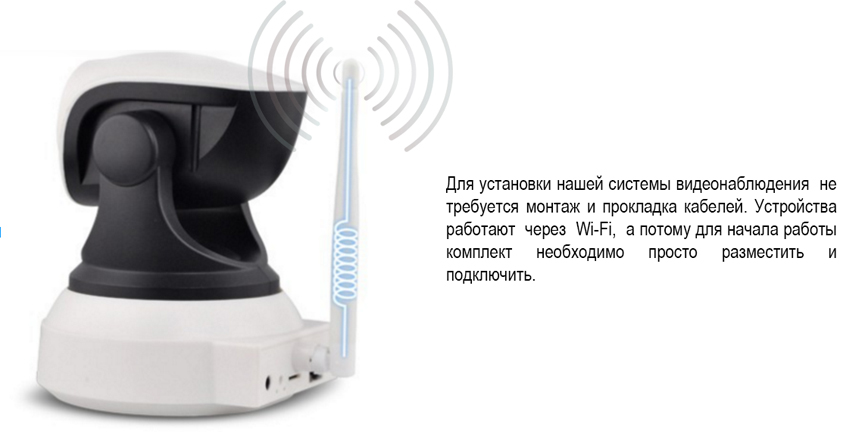 Для установки нашей системы видеонаблюдения не
требуется монтаж и прокладка кабелей. Устройства
работают через Wi-Fi, а потому для начала работы
комплект необходимо просто разместить и
подключить.